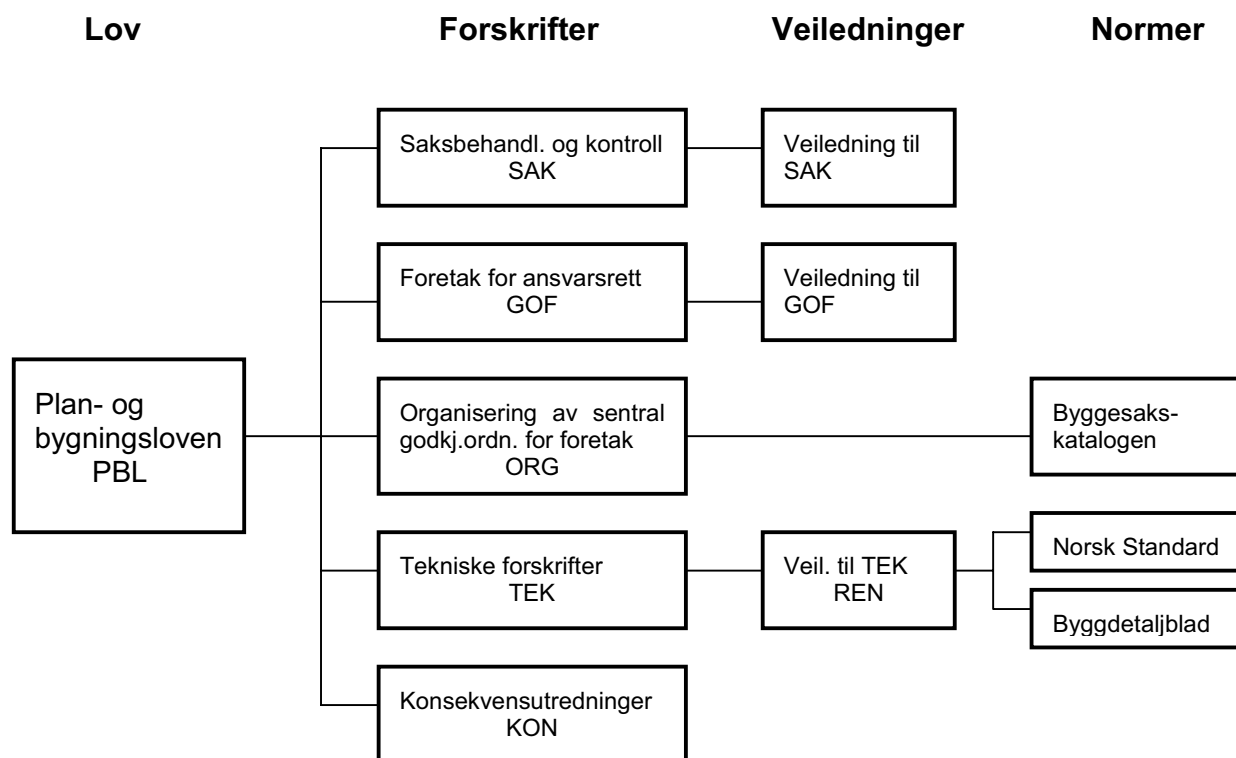 Lov Forskrifter Veiledninger Normer
Saksbehandl. og kontroll
SAK
Veiledning til
SAK
Foretak for ansvarsrett
GOF
Veiledning til
GOF
Plan- og
bygningsloven
PBL
Organisering av sentral
godkj.ordn. for foretak
ORG
Byggesaks-
katalogen
Tekniske forskrifter
TEK
Veil. til TEK
REN
Norsk Standard
Byggdetaljblad
Konsekvensutredninger
KON